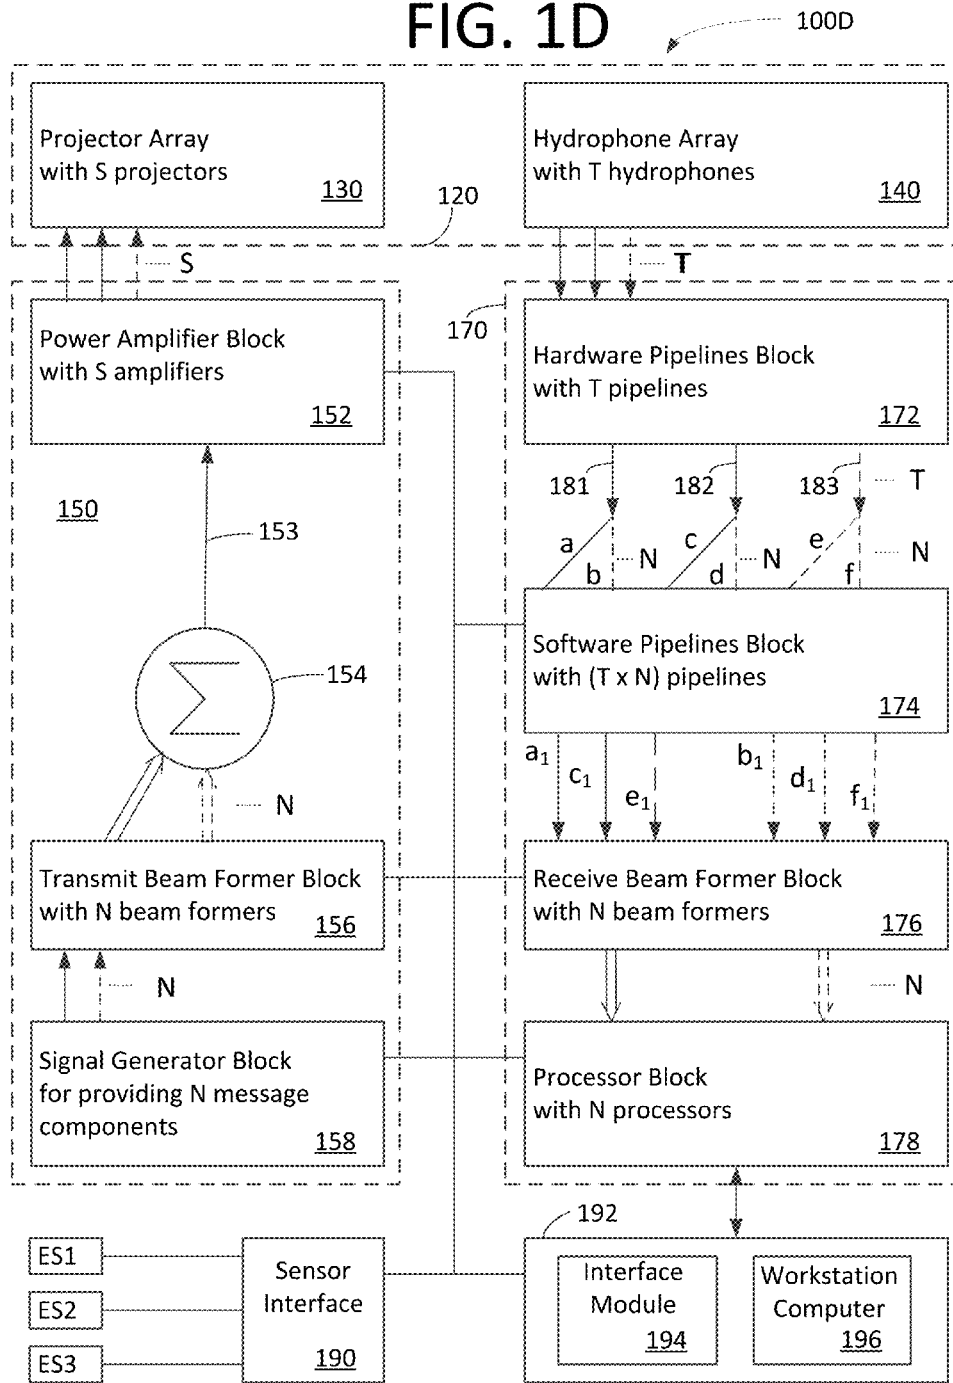 FIG. 1D
100D
Projector Array
with S projectors
130
Hydrophone Array
with T hydrophones
140
120
S
T
Power Amplifier Block
with S amplifiers
152
170
Hardware Pipelines Block
with T pipelines
172
150
153
181
182
183
T
a
b
N
c
d
N
e
f
N
154
Software Pipelines Block
with (T x N) pipelines
174
a1
c1
e1
b1
d1
f1
N
Transmit Beam Former Block
with N beam formers
156
Receive Beam Former Block
with N beam formers
176
N
N
Signal Generator Block
for providing N message
components
158
Processor Block
with N processors
178
192
ES1
ES2
ES3
Sensor
Interface
190
Interface
Module
194
Workstation
Computer
196